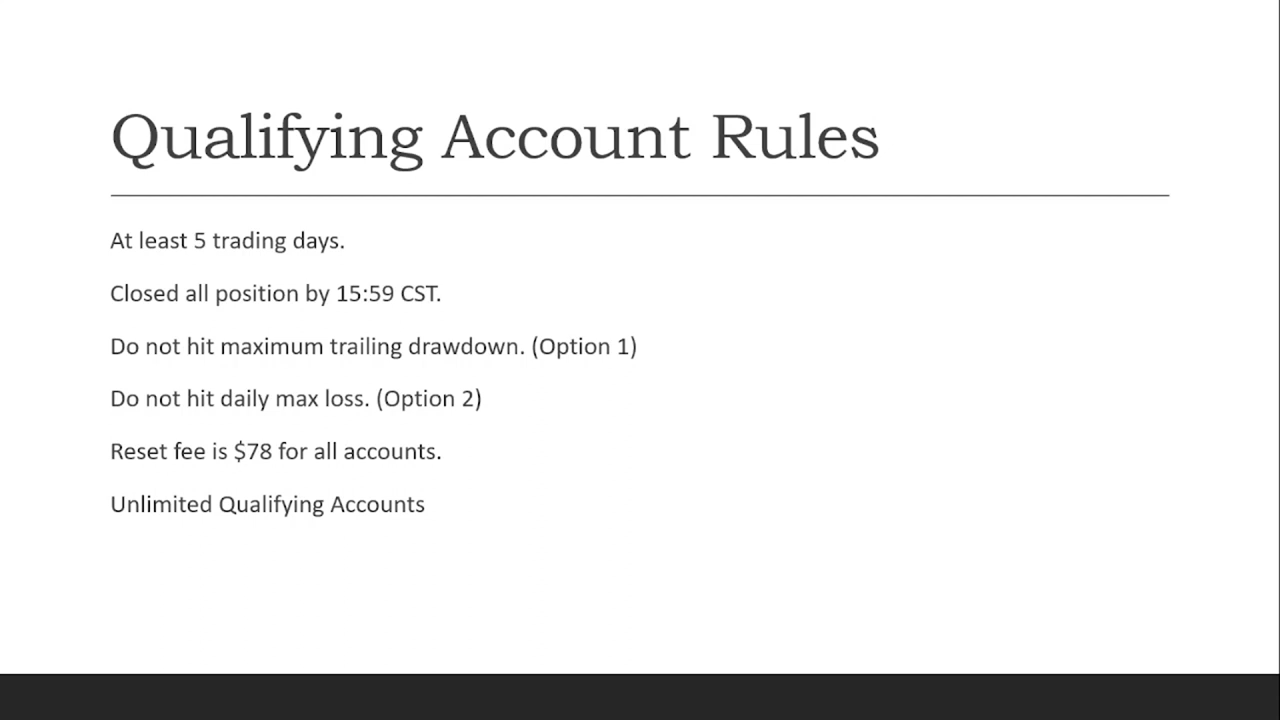 Qualifying Account Rules
At least 5 trading days.
Closed all position by 15:59 CST.
Do not hit maximum trailing drawdown. (Option 1)
Do not hit daily max loss. (Option 2)
Reset fee is $78 for all accounts.
Unlimited Qualifying Accounts